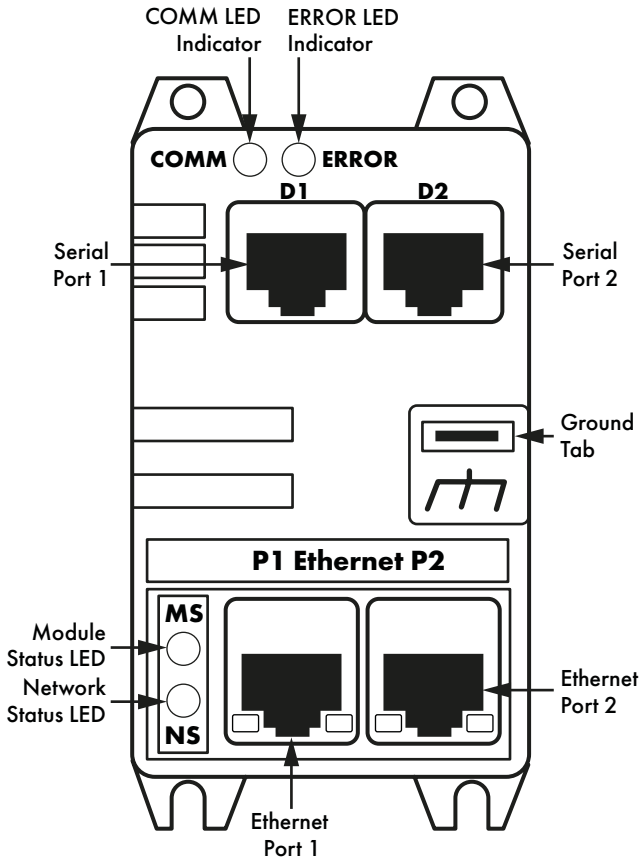 COMM LED
Indicator
ERROR LED
Indicator
COMM
ERROR
D1
D2
Serial
Port 1
Serial
Port 2
Ground
Tab
P1 Ethernet P2
MS
Module
Status LED
Network
Status LED
NS
Ethernet
Port 2
Ethernet
Port 1